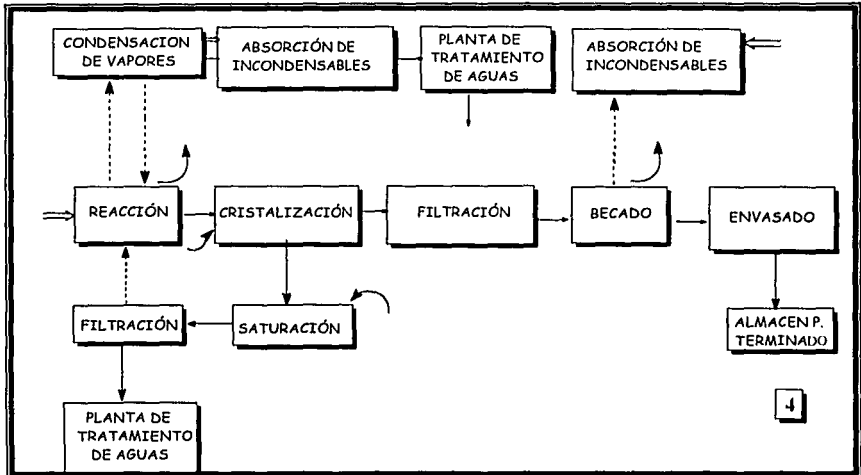 CONDENSACION
DE VAPORES
ABSORCIÓN DE
INCONDENSABLES
PLANTA DE
TRATAMIENTO
DE AGUAS
ABSORCIÓN DE
INCONDENSABLES
REACCIÓN
CRISTALIZACIÓN
FILTRACIÓN
BECADO
ENVASADO
FILTRACIÓN
SATURACIÓN
ALMACEN P.
TERMINADO
PLANTA DE
TRATAMIENTO
DE AGUAS
4